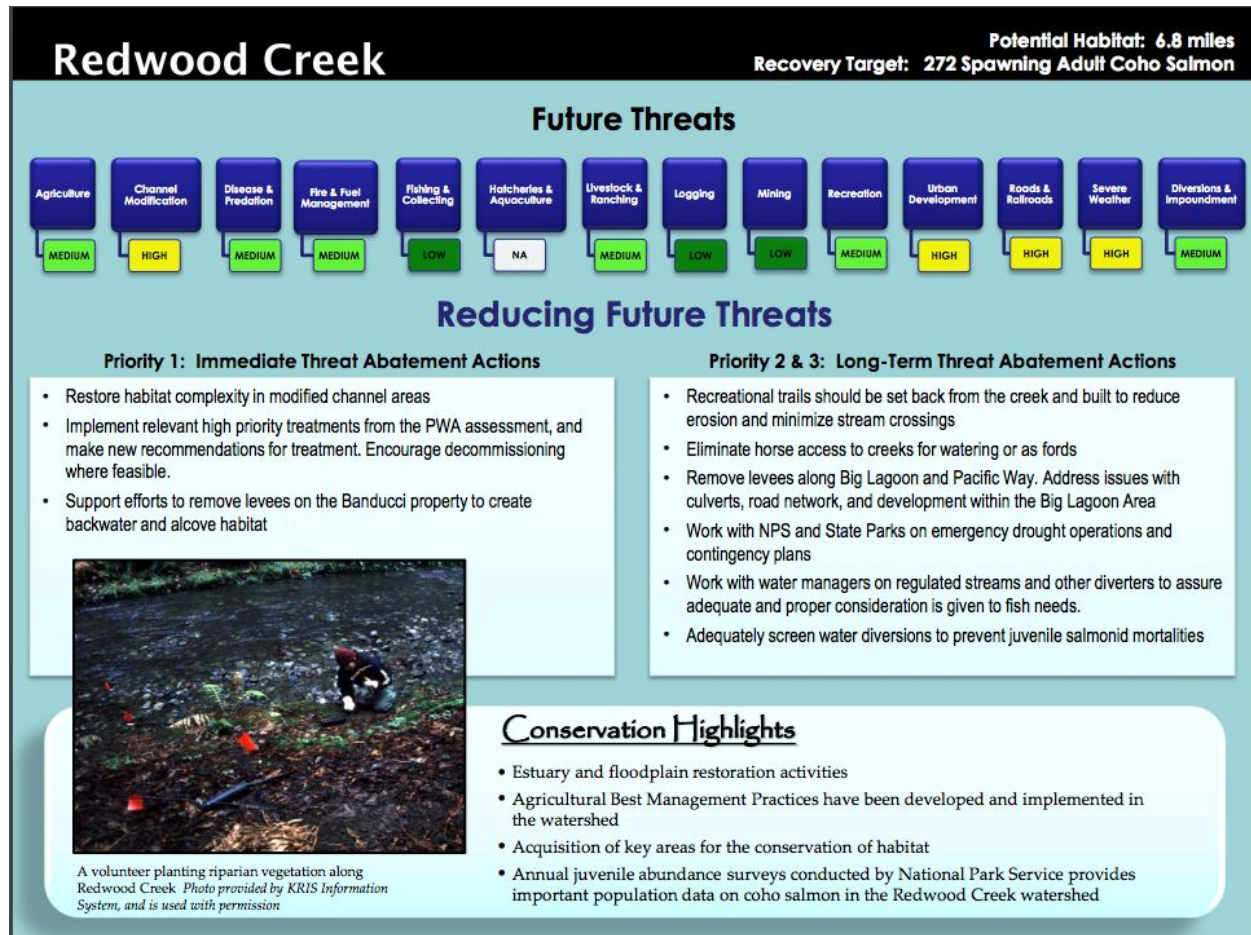 Redwood Creek
Potential Habitat: 6.8 miles
Recovery Target: 272 Spawning Adult Coho Salmon
Future Threats
Agriculture
MEDIUM
Channel
Modification
HIGH
Disease &
Predation
MEDIUM
Fire & Fuel
Management
MEDIUM
Fishing &
Collecting
LOW
Hatcheries &
Aquaculture
NA
Livestock &
Ranching
MEDIUM
Logging
LOW
Mining
LOW
Recreation
MEDIUM
Urban
Development
HIGH
Roads &
Railroads
HIGH
Severe
Weather
HIGH
Diversions &
Impoundment
MEDIUM
Reducing Future Threats
Priority 1: Immediate Threat Abatement Actions
• Restore habitat complexity in modified channel areas
• Implement relevant high priority treatments from the PWA assessment, and
make new recommendations for treatment. Encourage decommissioning
where feasible.
• Support efforts to remove levees on the Banducci property to create
backwater and alcove habitat
Priority 2 & 3: Long-Term Threat Abatement Actions
• Recreational trails should be set back from the creek and built to reduce
erosion and minimize stream crossings
• Eliminate horse access to creeks for watering or as fords
• Remove levees along Big Lagoon and Pacific Way. Address issues with
culverts, road network, and development within the Big Lagoon Area
• Work with NPS and State Parks on emergency drought operations and
contingency plans
• Work with water managers on regulated streams and other diverters to assure
adequate and proper consideration is given to fish needs.
• Adequately screen water diversions to prevent juvenile salmonid mortalities
A volunteer planting riparian vegetation along
Redwood Creek Photo provided by KRIS Information
System, and is used with permission
Conservation Highlights
• Estuary and floodplain restoration activities
• Agricultural Best Management Practices have been developed and implemented in
the watershed
• Acquisition of key areas for the conservation of habitat
• Annual juvenile abundance surveys conducted by National Park Service provides
important population data on coho salmon in the Redwood Creek watershed